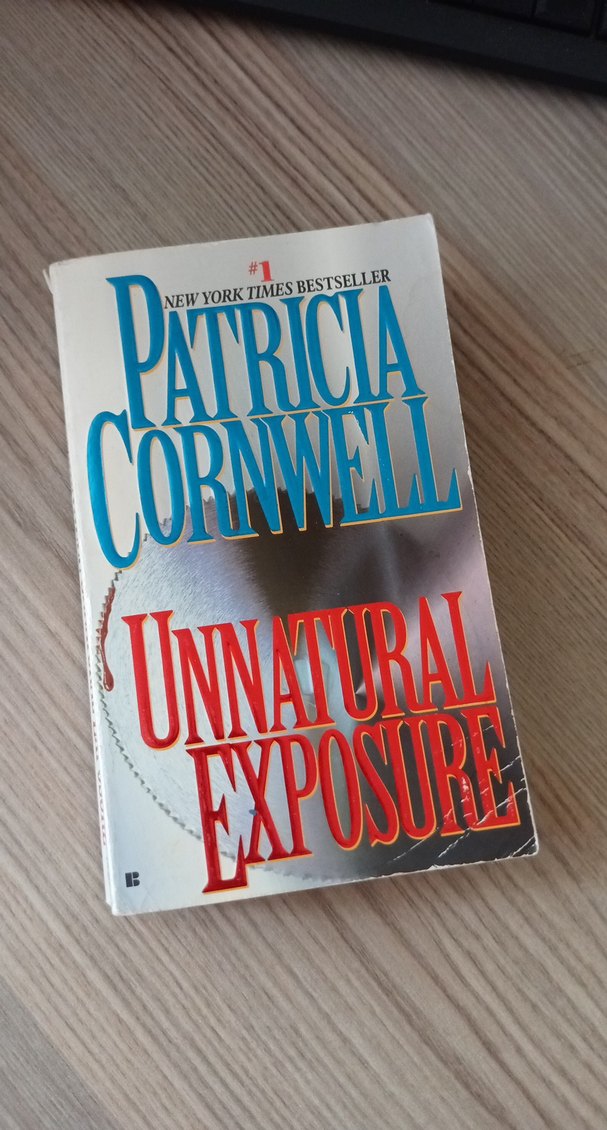 #1
NEW YORK TIMES BESTSELLER
PATRICIA
CORNWELL
UNNATURAL
EXPOSURE
B